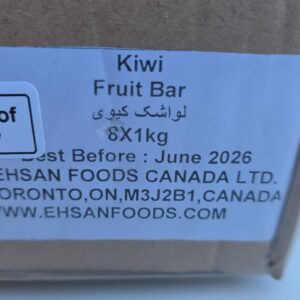 Kiwi
Fruit Bar
لواشک کیوی
8X1kg
of
Best Before : June 2026
EHSAN FOODS CANADA LTD.
TORONTO,ON,M3J2B1,CANADA
WWW.EHSANFOODS.COM